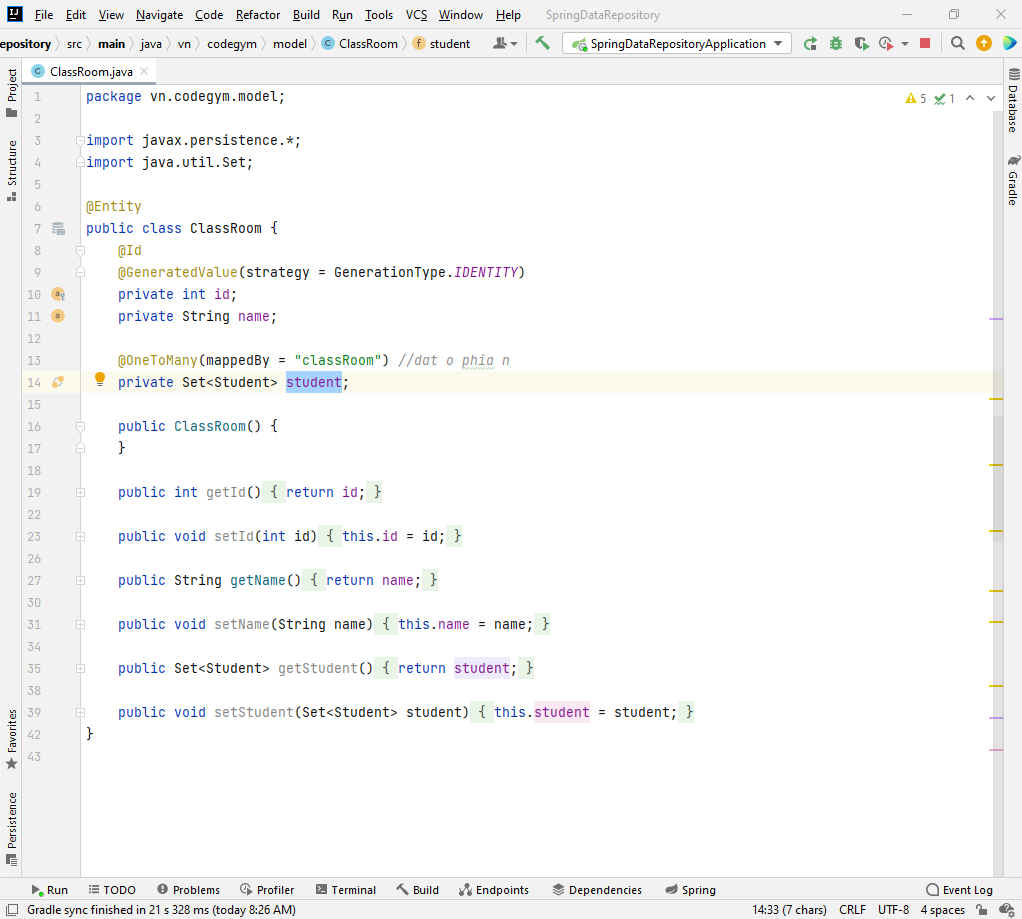 File Edit View Navigate Code Refactor Build Run Tools VCS Window Help SpringDataRepository
epository src main java vn codegym model ClassRoom student SpringDataRepositoryApplication
Project
Structure
Favorites
Persistence
ClassRoom.java
5 1
1 package vn.codegym.model;
2
3 import javax.persistence.*;
4 import java.util.Set;
5
6 @Entity
7 public class ClassRoom {
8 @Id
9 @GeneratedValue(strategy = GenerationType.IDENTITY)
10 private int id;
11 private String name;
12
13 @OneToMany(mappedBy = "classRoom") //dat o phia n
14 private Set<Student> student;
15
16 public ClassRoom() {
17 }
18
19 public int getId() { return id; }
22
23 public void setId(int id) { this.id = id; }
26
27 public String getName() { return name; }
30
31 public void setName(String name) { this.name = name; }
34
35 public Set<Student> getStudent() { return student; }
38
39 public void setStudent(Set<Student> student) { this.student = student; }
42 }
43
Database
Gradle
Run TODO Problems Profiler Terminal Build Endpoints Dependencies Spring Event Log
Gradle sync finished in 21 s 328 ms (today 8:26 AM) 14:33 (7 chars) CRLF UTF-8 4 spaces